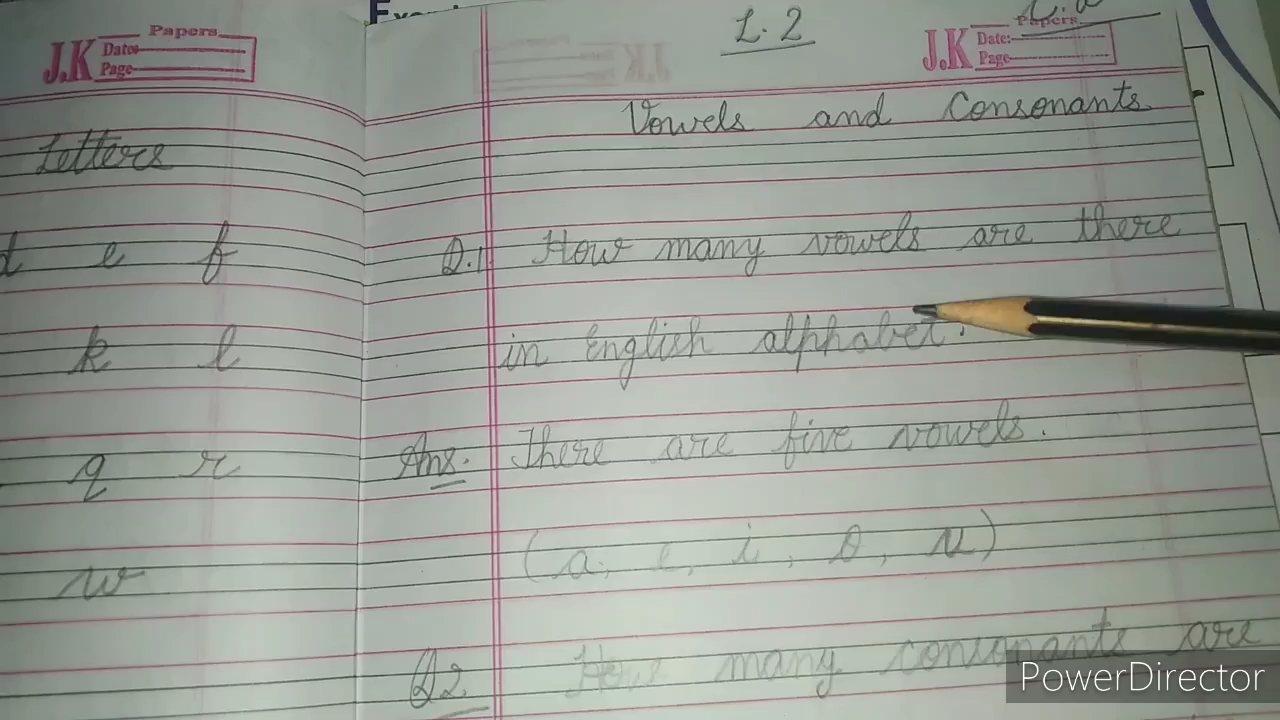 J.K Papers
Date:
Page
Letters
d e f
k l
q r
w
L.2
J.K Papers
Date:
Page
Vowels and Consonants
Q.1 How many vowels are there
in English alphabet.
Ans. There are five vowels.
(a, e, i, o, u)
Q2 How many consonants are
PowerDirector